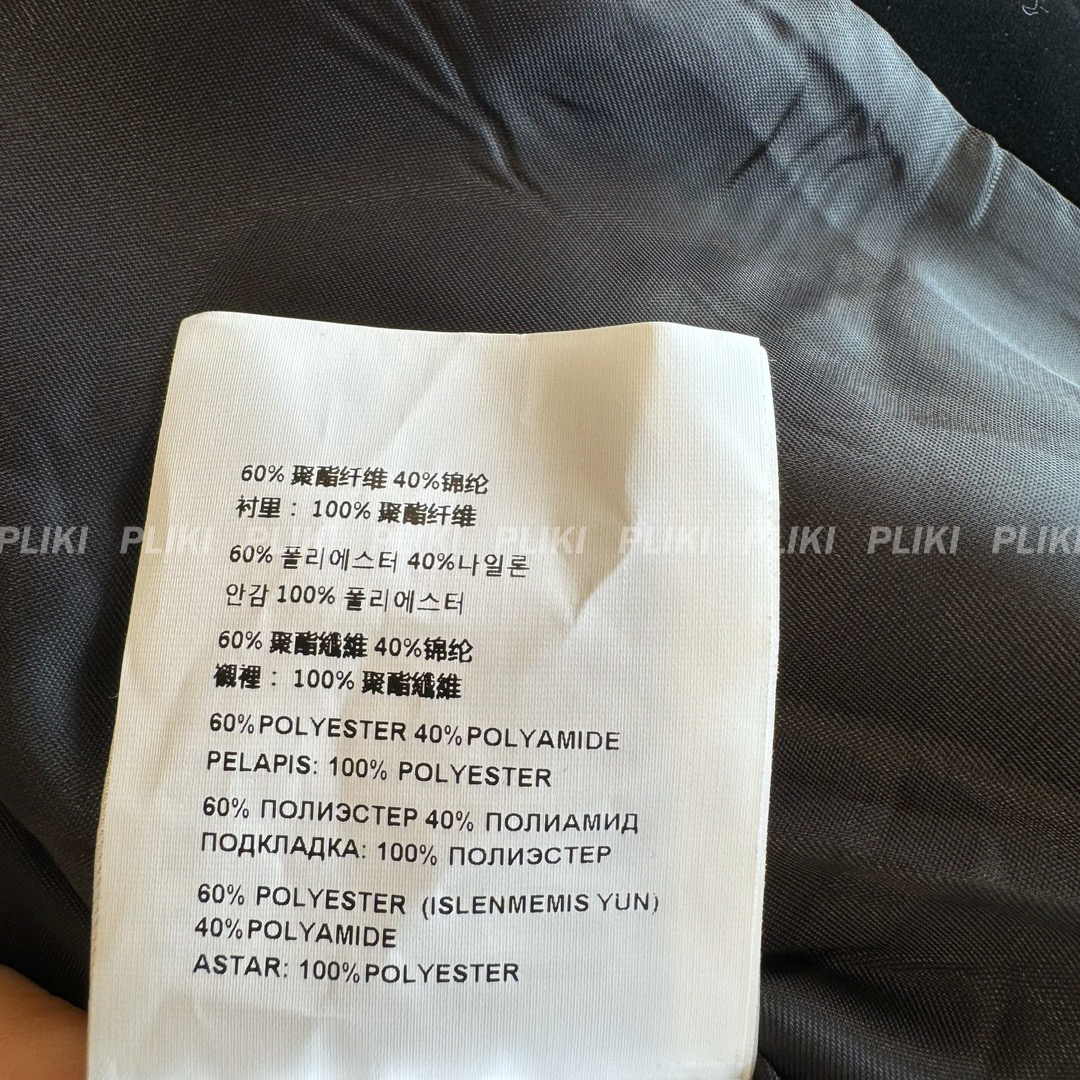 60% 聚酯纤维 40%锦纶
衬里： 100% 聚酯纤维
PLIKI PLIKI PLIKI PLIKI PLIKI PLIKI PLIKI PLIKI PLIKI
60% 폴리에스터 40%나일론
안감 100% 폴리에스터
60% 聚酯纖維 40%锦纶
襯裡： 100% 聚酯纖維
60%POLYESTER 40%POLYAMIDE
PELAPIS: 100% POLYESTER
60% ПОЛИЭСТЕР 40% ПОЛИАМИД
ПОДКЛАДКА: 100% ПОЛИЭСТЕР
60% POLYESTER (ISLENMEMIS YUN)
40%POLYAMIDE
ASTAR: 100%POLYESTER